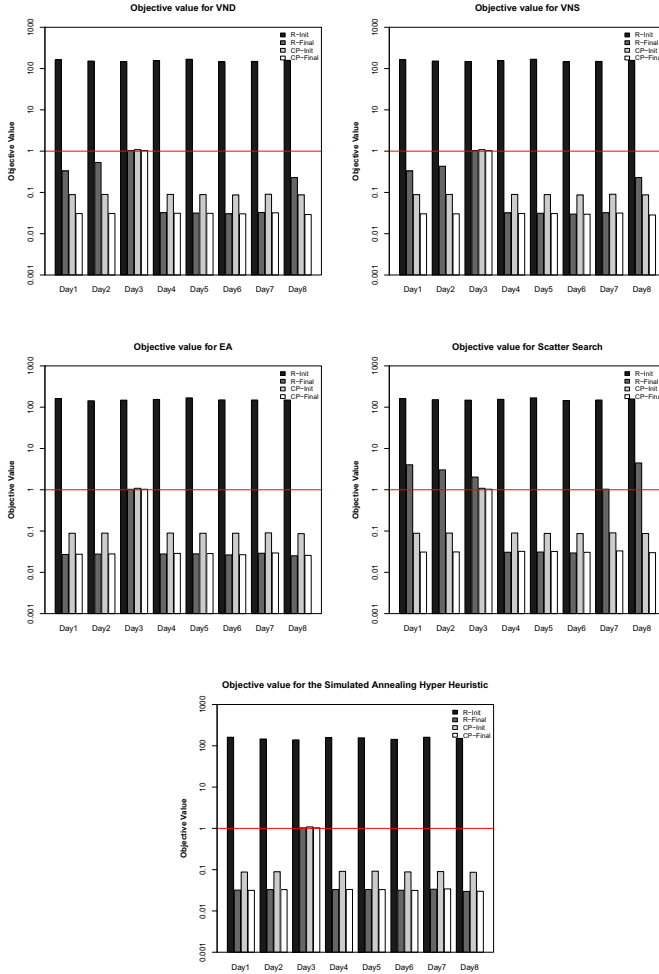 Objective value for VND
Objective Value
0.001 0.01 0.1 1 10 100 1000
R−Init
R−Final
CP−Init
CP−Final
Day1 Day2 Day3 Day4 Day5 Day6 Day7 Day8
Objective value for VNS
Objective Value
0.001 0.01 0.1 1 10 100 1000
R−Init
R−Final
CP−Init
CP−Final
Day1 Day2 Day3 Day4 Day5 Day6 Day7 Day8
Objective value for EA
Objective Value
0.001 0.01 0.1 1 10 100 1000
R−Init
R−Final
CP−Init
CP−Final
Day1 Day2 Day3 Day4 Day5 Day6 Day7 Day8
Objective value for Scatter Search
Objective Value
0.001 0.01 0.1 1 10 100 1000
R−Init
R−Final
CP−Init
CP−Final
Day1 Day2 Day3 Day4 Day5 Day6 Day7 Day8
Objective value for the Simulated Annealing Hyper Heuristic
Objective Value
0.001 0.01 0.1 1 10 100 1000
R−Init
R−Final
CP−Init
CP−Final
Day1 Day2 Day3 Day4 Day5 Day6 Day7 Day8